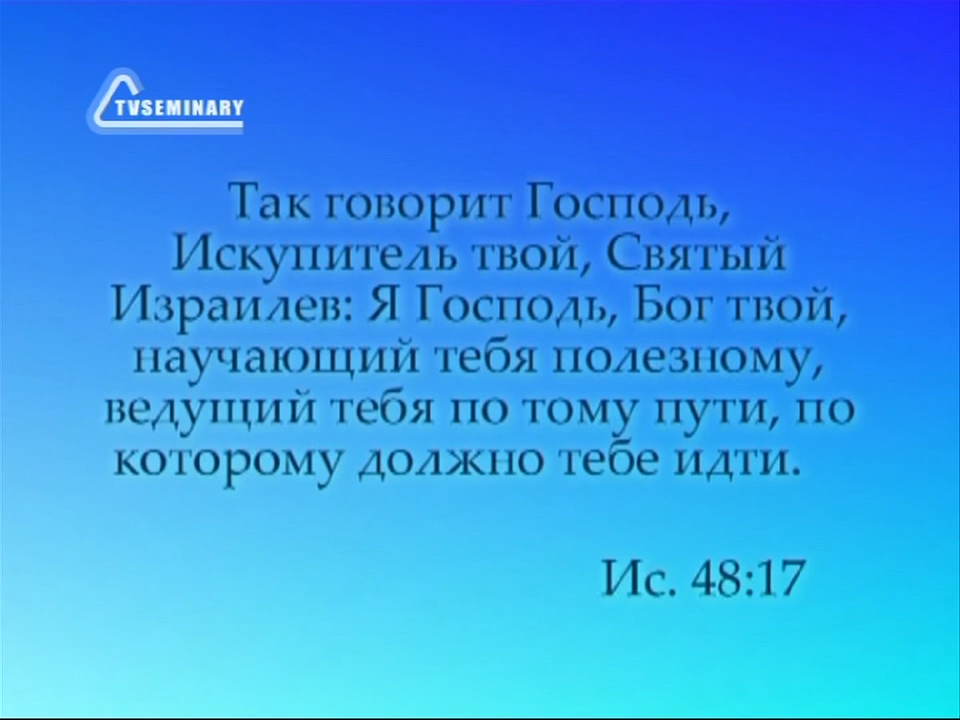 TVSEMINARY
Так говорит Господь,
Искупитель твой, Святый
Израилев: Я Господь, Бог твой,
научающий тебя полезному,
ведущий тебя по тому пути, по
которому должно тебе идти.
Ис. 48:17